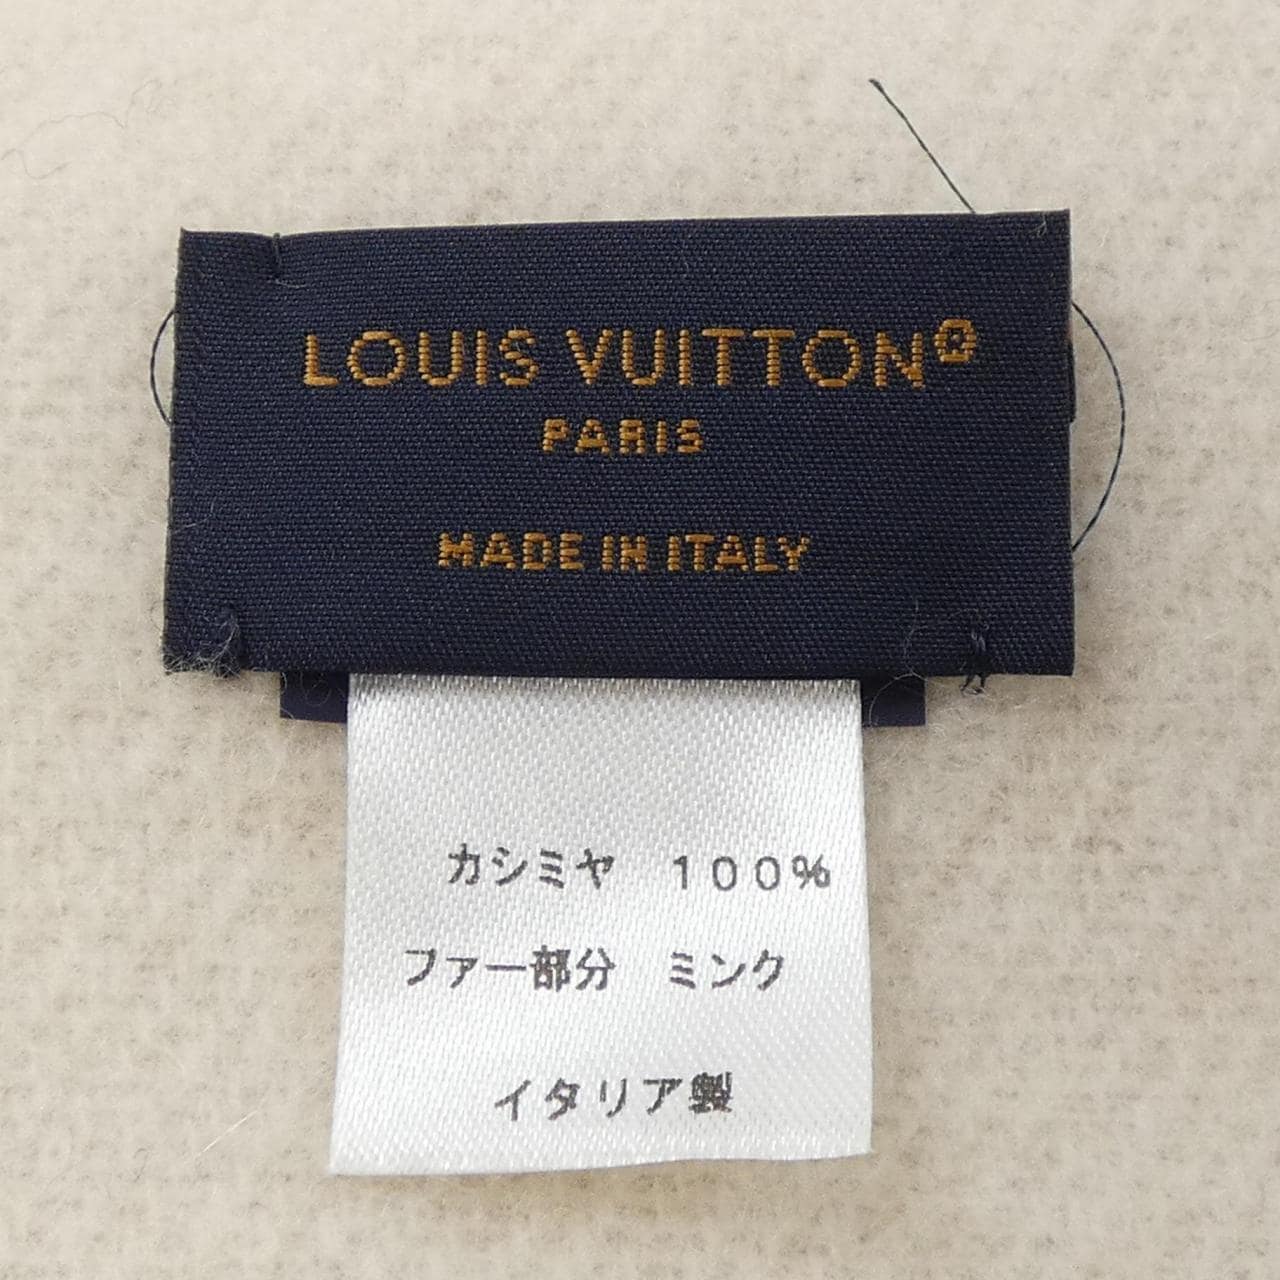 LOUIS VUITTON®
PARIS
MADE IN ITALY
カシミヤ　１００％
ファー部分　ミンク
イタリア製